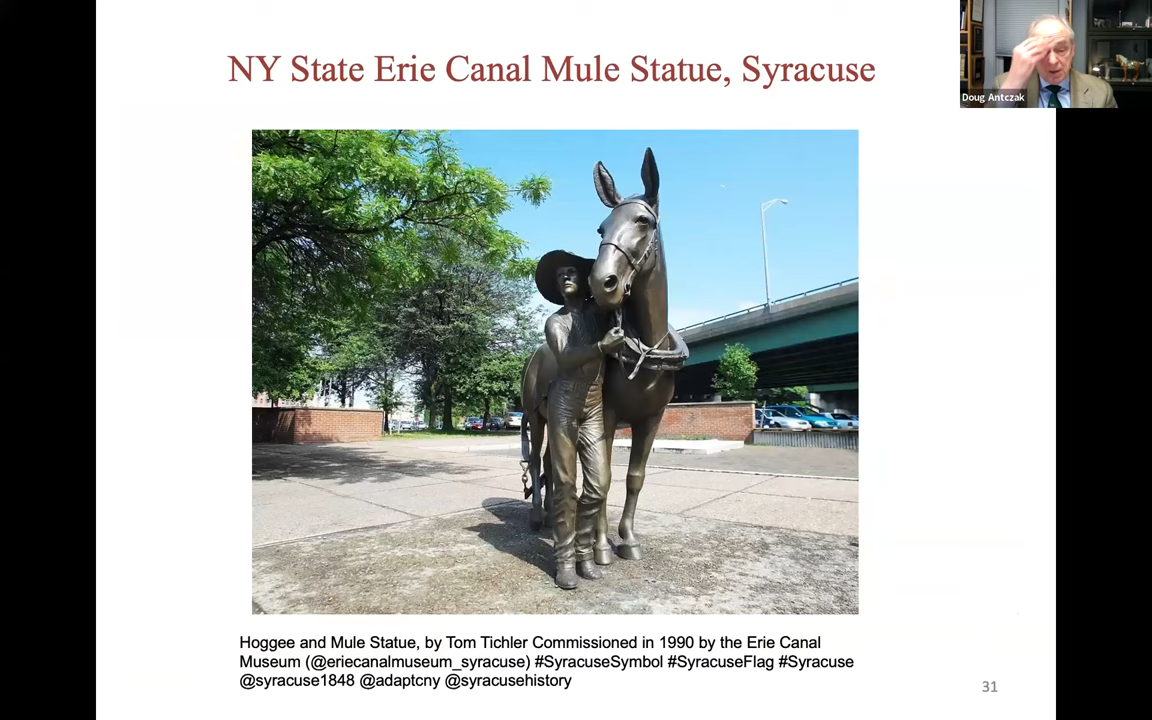 NY State Erie Canal Mule Statue, Syracuse
Doug Antczak
Hoggee and Mule Statue, by Tom Tichler Commissioned in 1990 by the Erie Canal
Museum (@eriecanalmuseum_syracuse) #SyracuseSymbol #SyracuseFlag #Syracuse
@syracuse1848 @adaptcny @syracusehistory
31